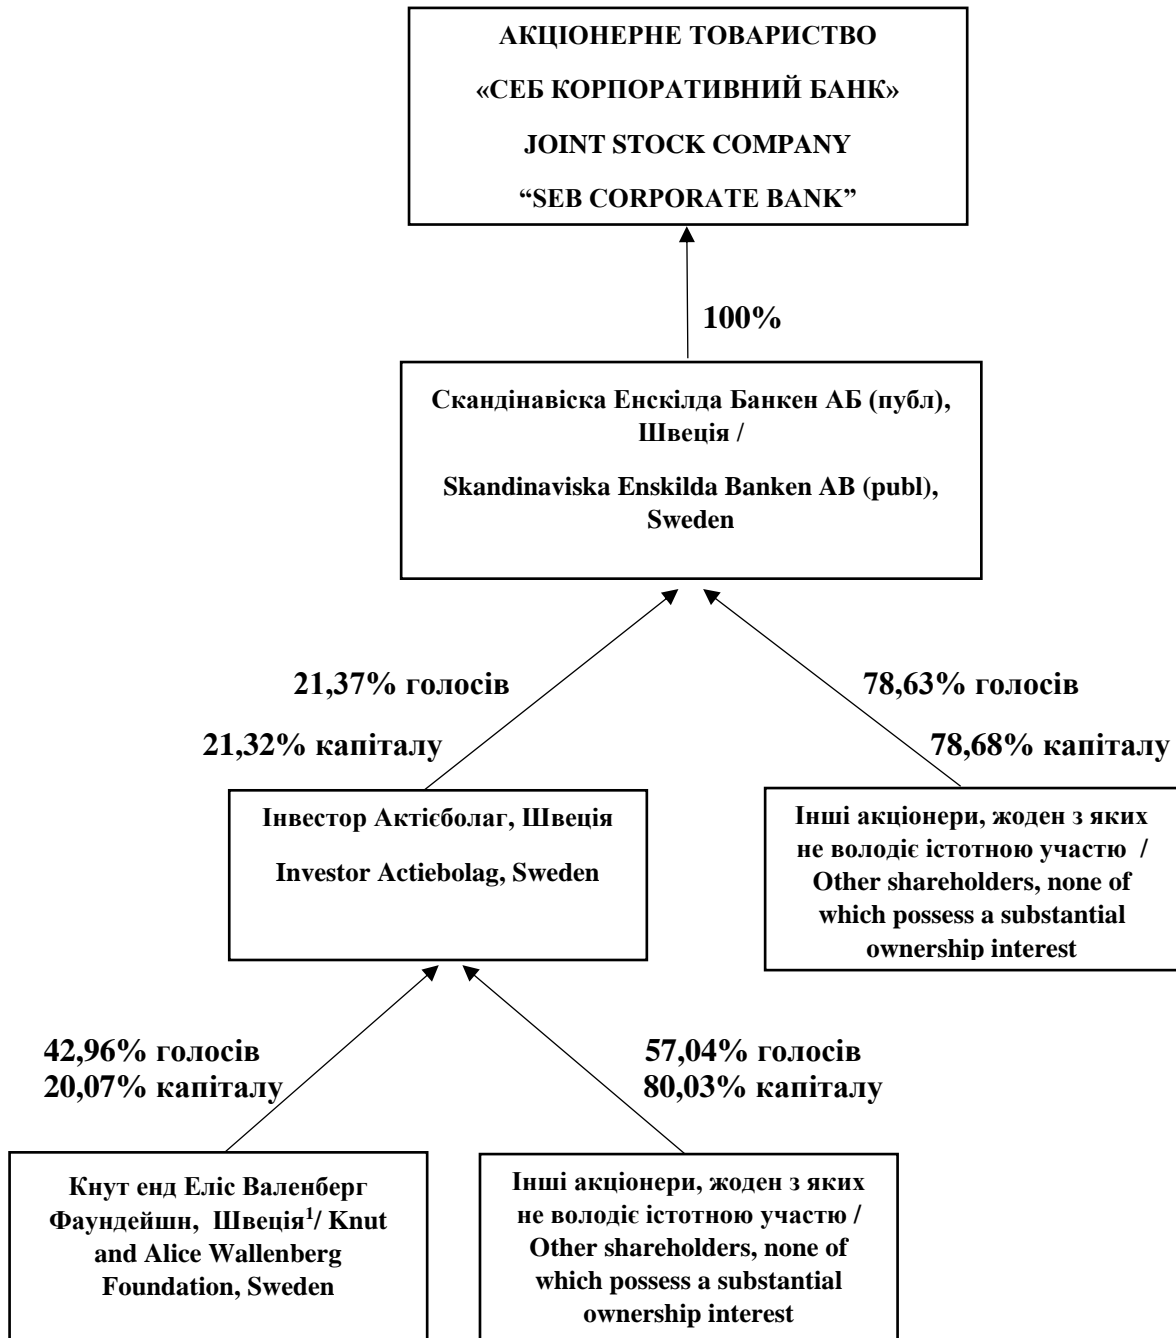 АКЦІОНЕРНЕ ТОВАРИСТВО
«СЕБ КОРПОРАТИВНИЙ БАНК»
JOINT STOCK COMPANY
“SEB CORPORATE BANK”
100%
Скандінавіска Енскілда Банкен АБ (публ),
Швеція /
Skandinaviska Enskilda Banken AB (publ),
Sweden
21,37% голосів
21,32% капіталу
78,63% голосів
78,68% капіталу
Інвестор Актієболаг, Швеція
Investor Actiebolag, Sweden
Інші акціонери, жоден з яких
не володіє істотною участю /
Other shareholders, none of
which possess a substantial
ownership interest
42,96% голосів
20,07% капіталу
57,04% голосів
80,03% капіталу
Кнут енд Еліс Валенберг
Фаундейшн, Швеція¹/ Knut
and Alice Wallenberg
Foundation, Sweden
Інші акціонери, жоден з яких
не володіє істотною участю /
Other shareholders, none of
which possess a substantial
ownership interest